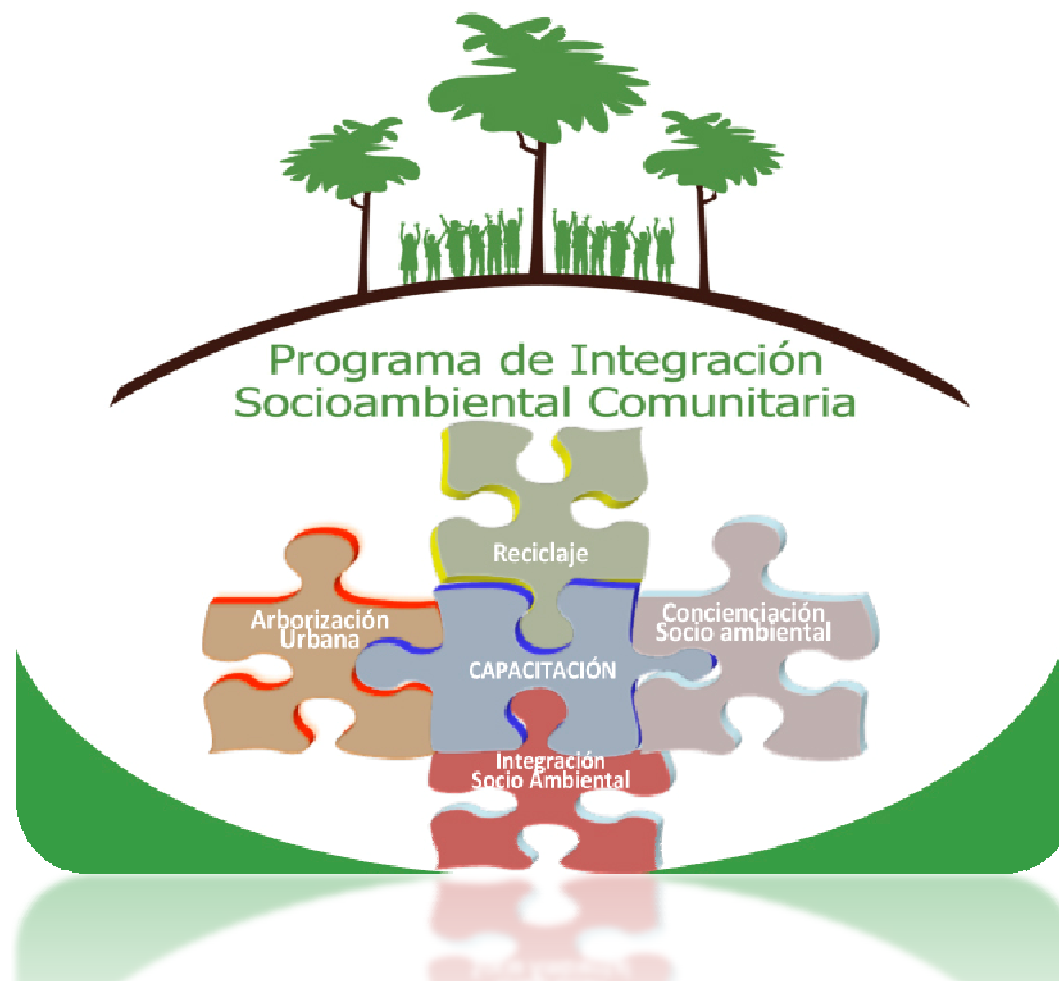 Programa de Integración
Socioambiental Comunitaria
Reciclaje
Arborización
Urbana
Concienciación
Socio ambiental
CAPACITACIÓN
Integración
Socio Ambiental